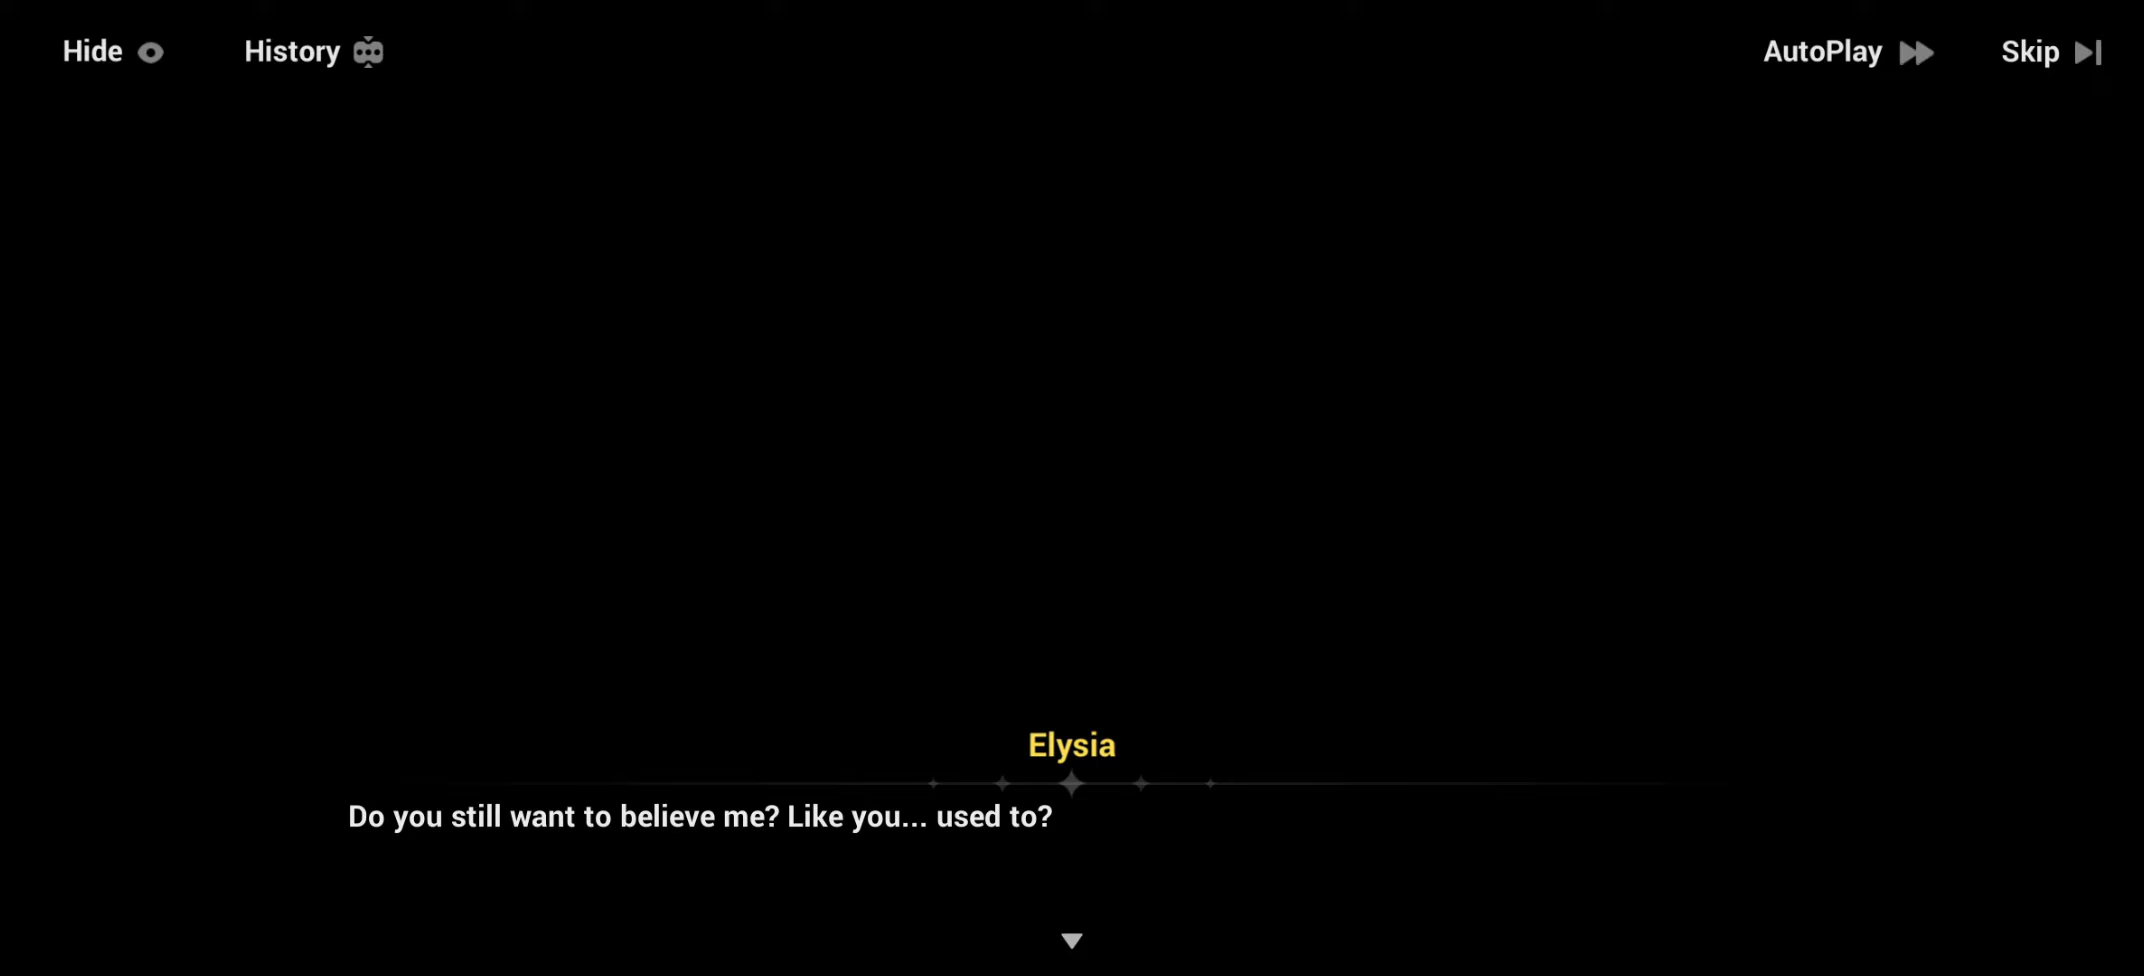 Hide
History
AutoPlay
Skip
Elysia
Do you still want to believe me? Like you... used to?